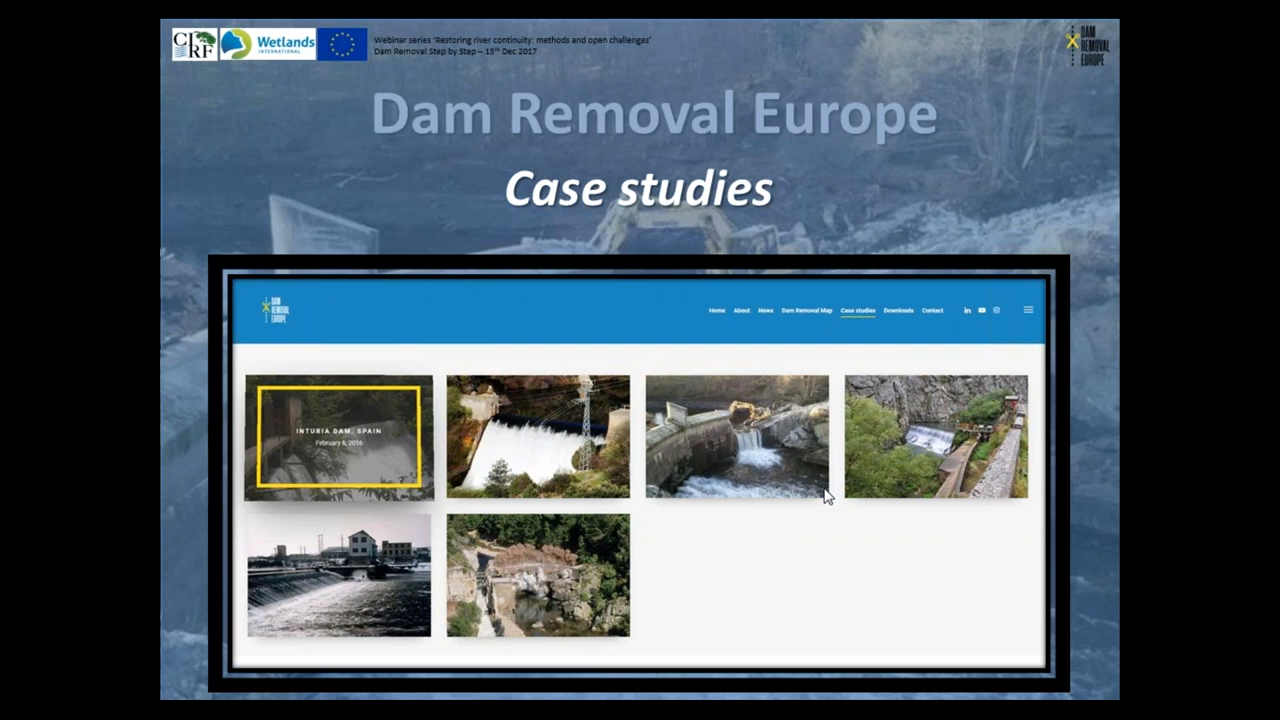 CIRF
Wetlands
INTERNATIONAL
Webinar series 'Restoring river continuity: methods and open challenges'
Dam Removal Step by Step – 15th Dec 2017
DAM
REMOVAL
EUROPE
Dam Removal Europe
Case studies
DAM
REMOVAL
EUROPE
Home About News Dam Removal Map Case studies Downloads Contact in
INTURIA DAM, SPAIN
February 6, 2016